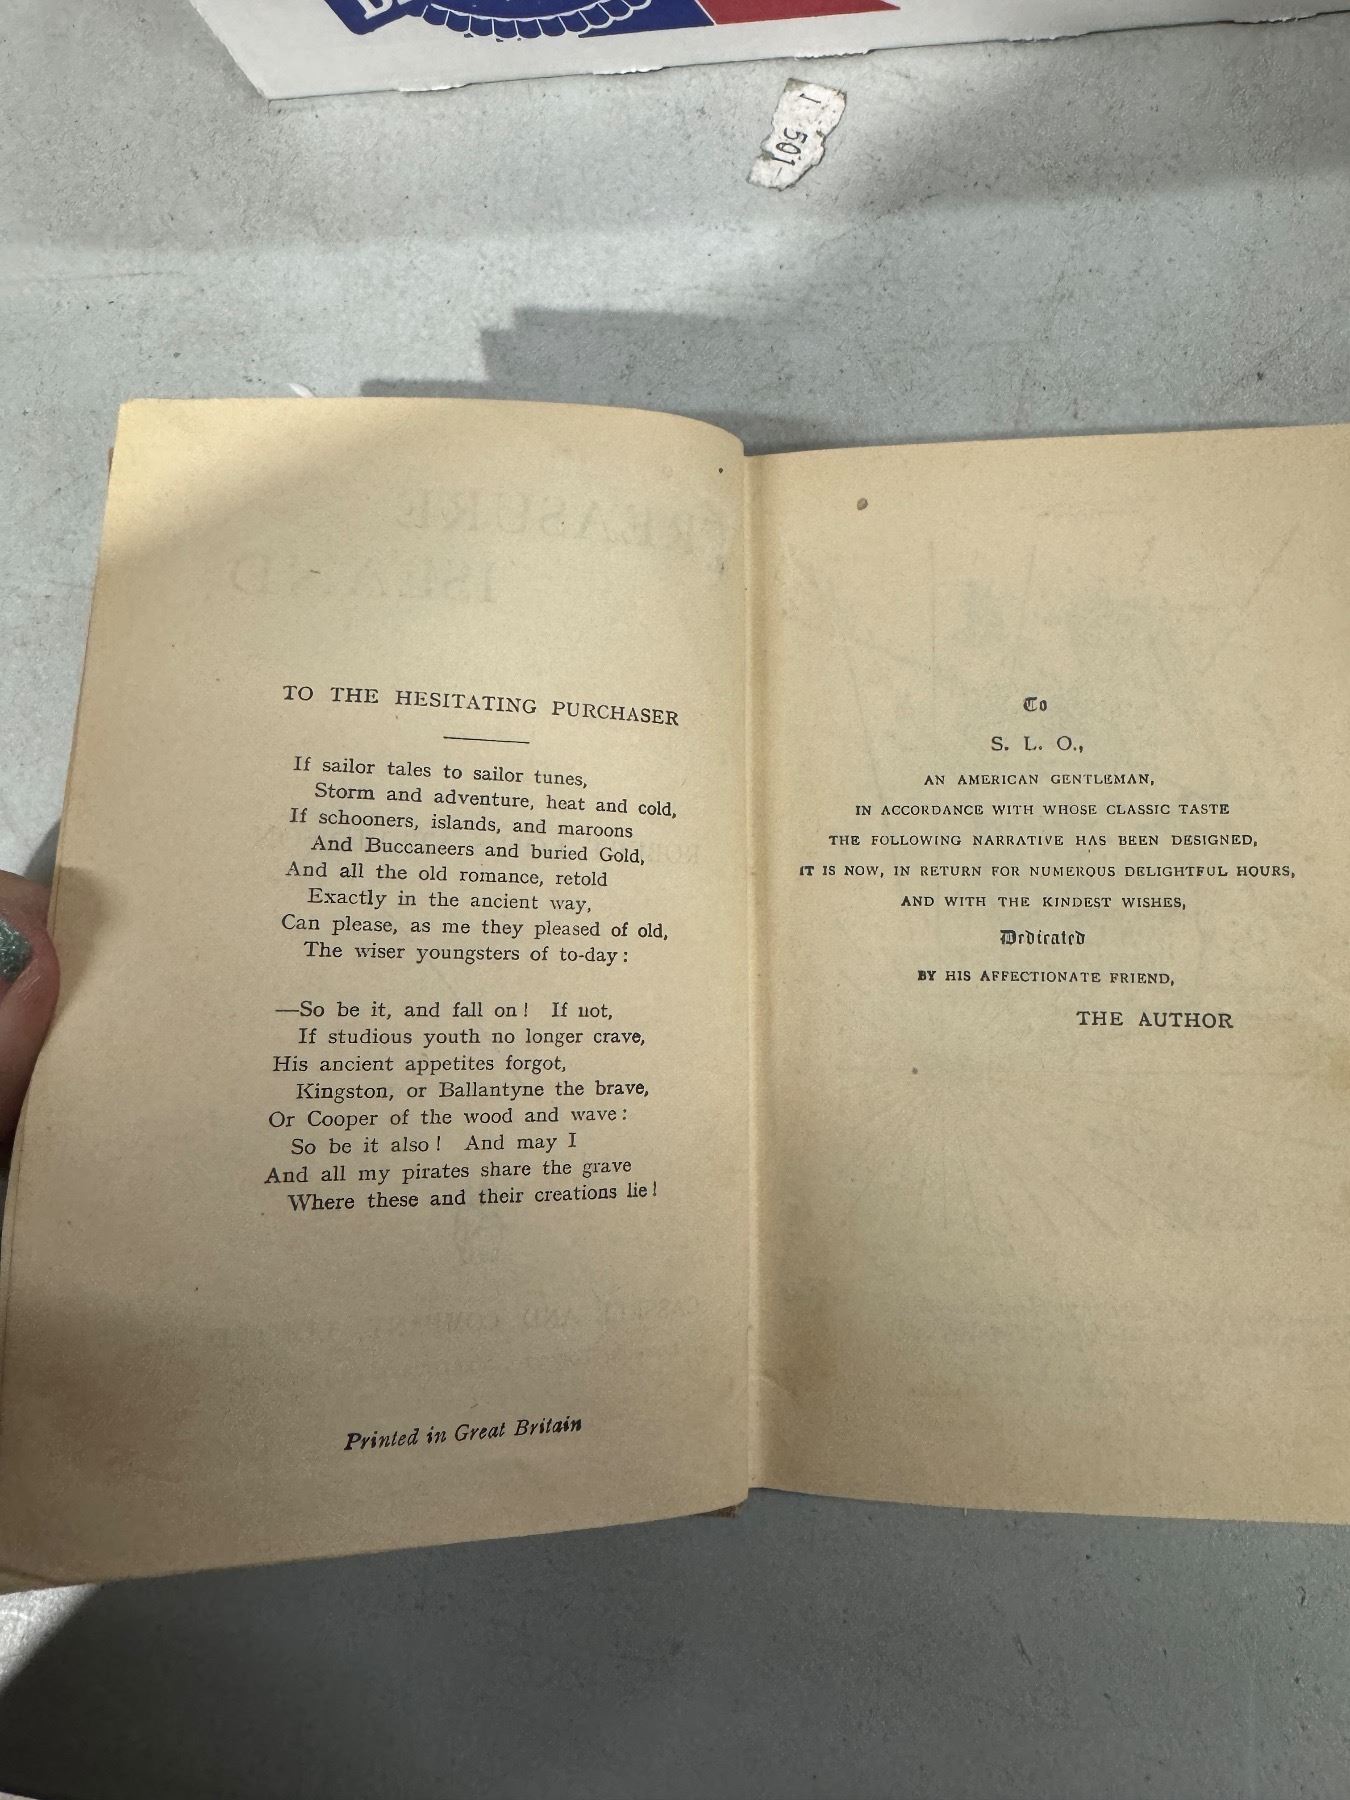 1 501
TO THE HESITATING PURCHASER
If sailor tales to sailor tunes,
Storm and adventure, heat and cold,
If schooners, islands, and maroons
And Buccaneers and buried Gold,
And all the old romance, retold
Exactly in the ancient way,
Can please, as me they pleased of old,
The wiser youngsters of to-day:
—So be it, and fall on! If not,
If studious youth no longer crave,
His ancient appetites forgot,
Kingston, or Ballantyne the brave,
Or Cooper of the wood and wave:
So be it also! And may I
And all my pirates share the grave
Where these and their creations lie!
Printed in Great Britain
To
S. L. O.,
AN AMERICAN GENTLEMAN,
IN ACCORDANCE WITH WHOSE CLASSIC TASTE
THE FOLLOWING NARRATIVE HAS BEEN DESIGNED,
IT IS NOW, IN RETURN FOR NUMEROUS DELIGHTFUL HOURS,
AND WITH THE KINDEST WISHES,
Dedicated
BY HIS AFFECTIONATE FRIEND,
THE AUTHOR